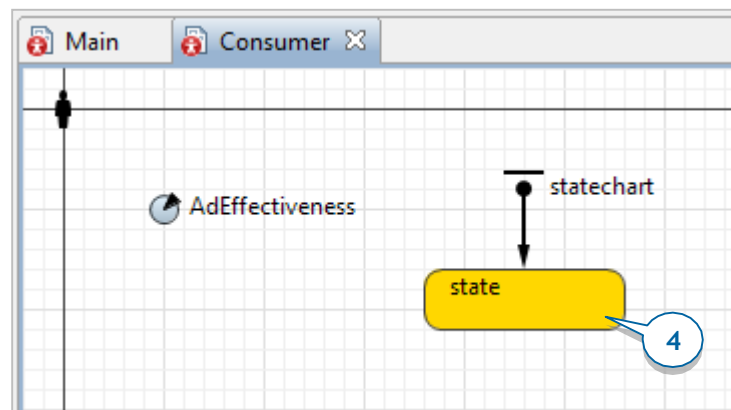 Main
Consumer
statechart
AdEffectiveness
state
4